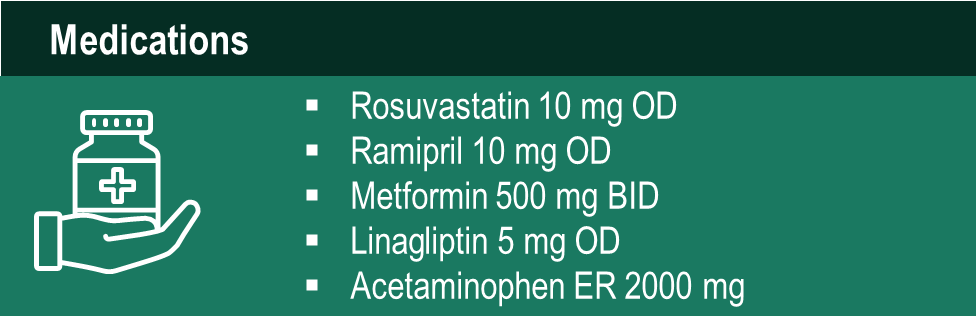 Medications
▪ Rosuvastatin 10 mg OD
▪ Ramipril 10 mg OD
▪ Metformin 500 mg BID
▪ Linagliptin 5 mg OD
▪ Acetaminophen ER 2000 mg